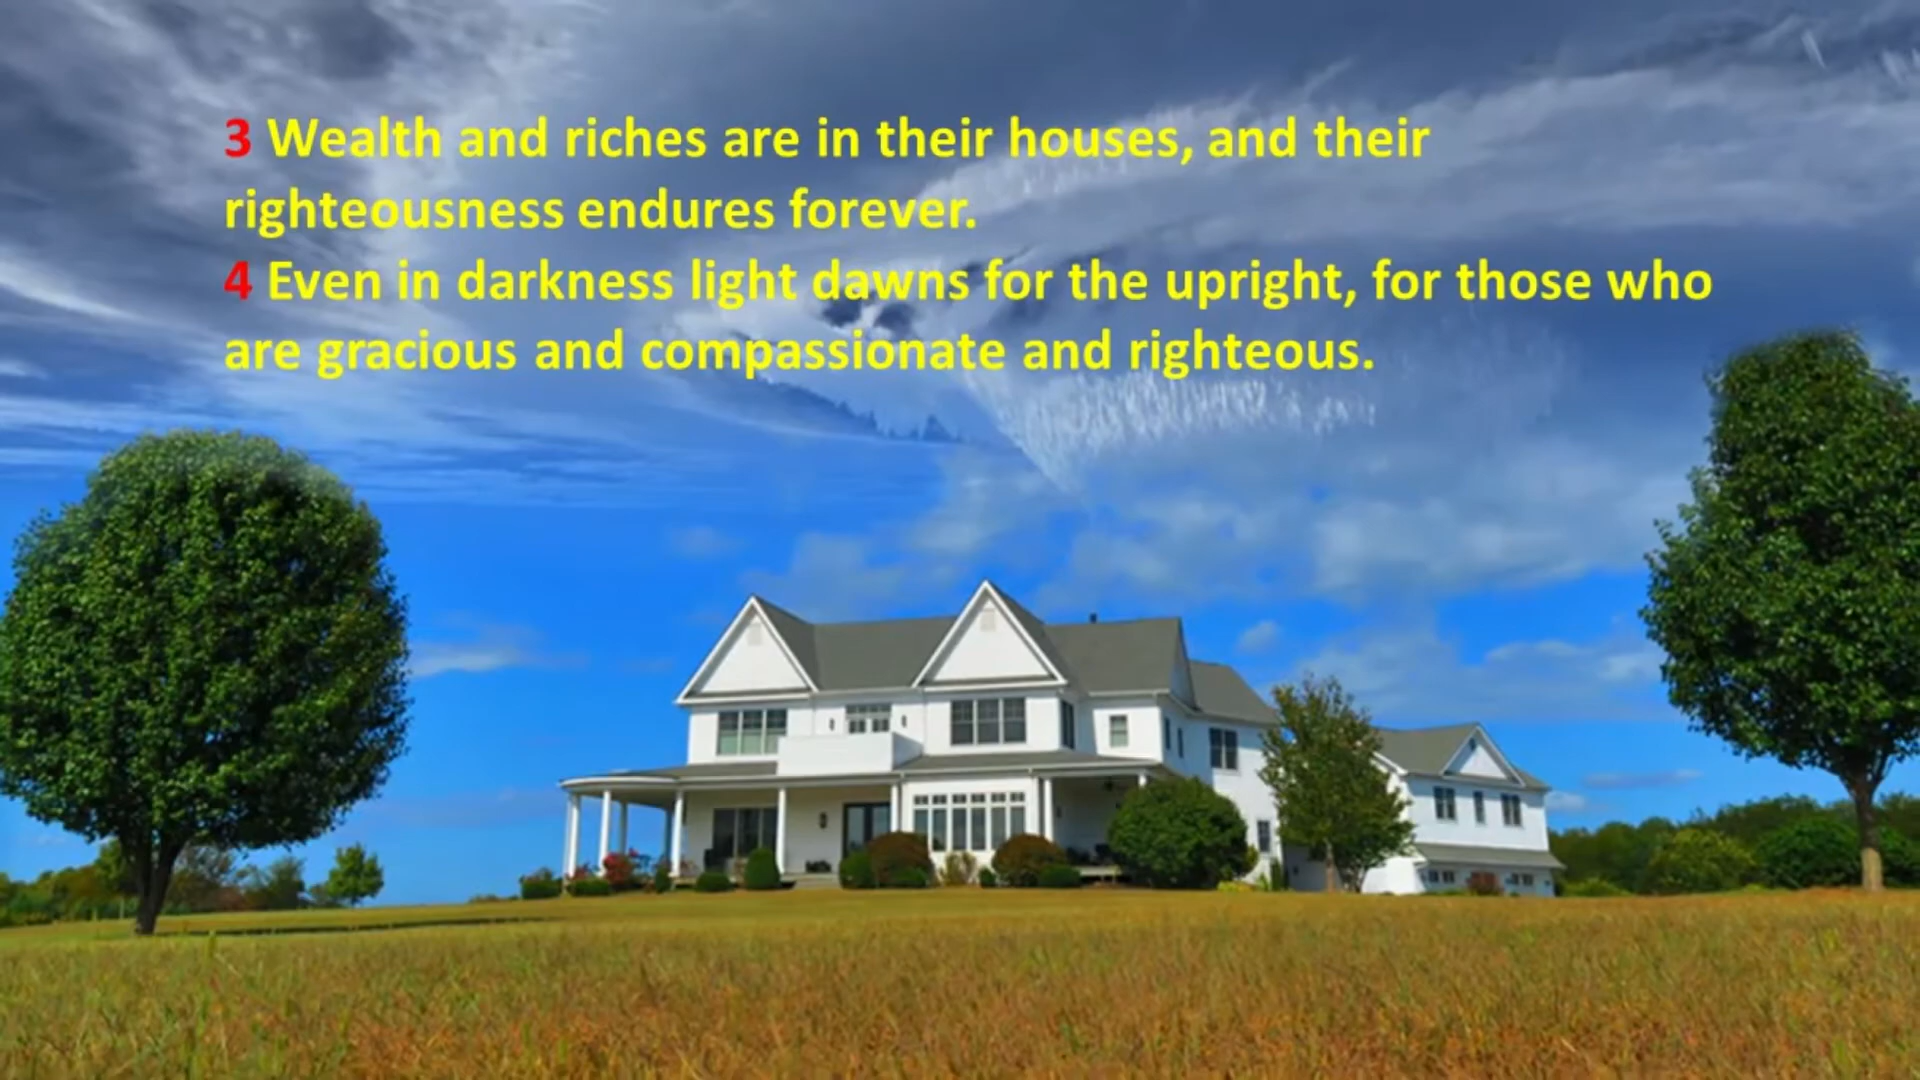 3 Wealth and riches are in their houses, and their
righteousness endures forever.
4 Even in darkness light dawns for the upright, for those who
are gracious and compassionate and righteous.